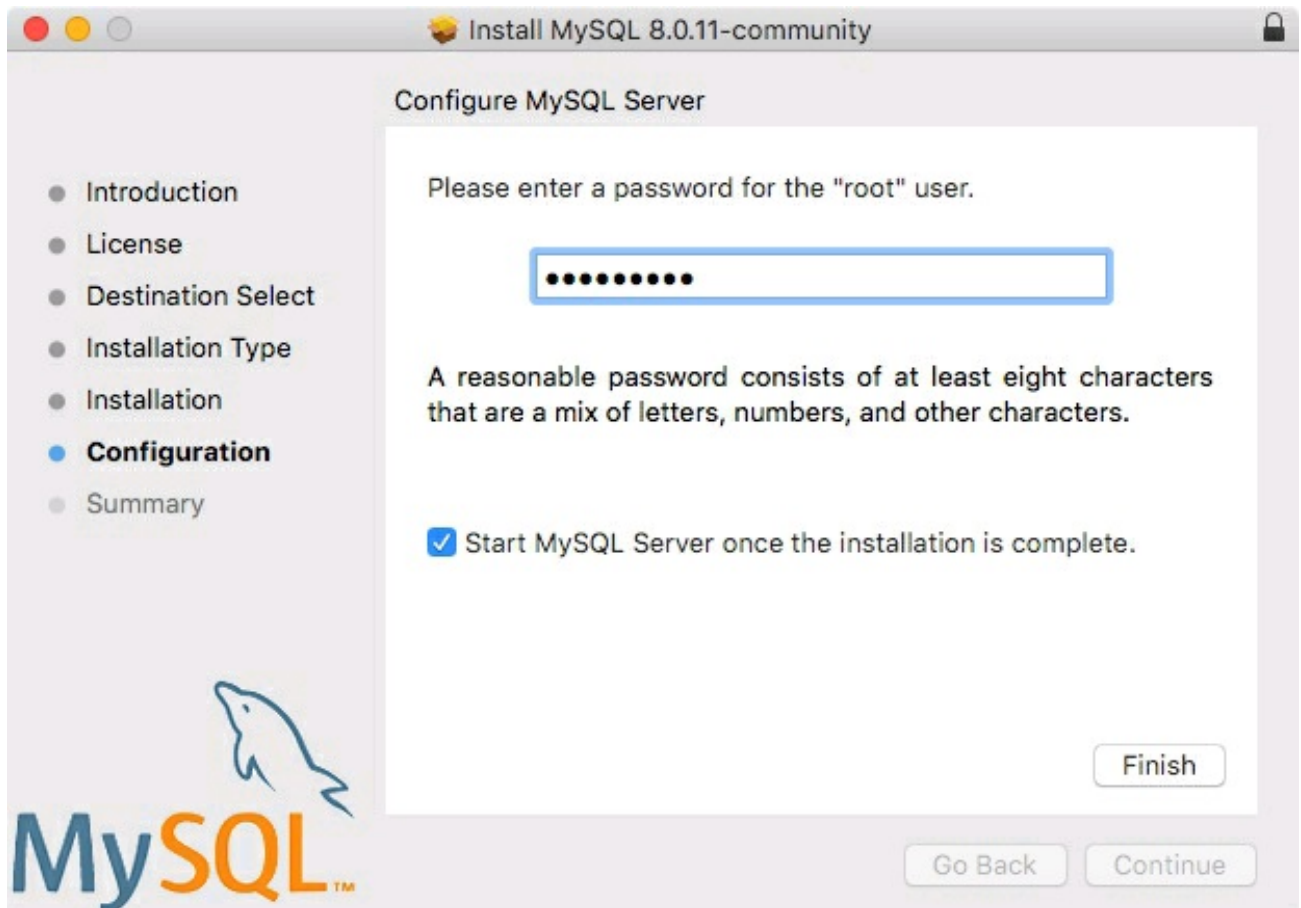 Install MySQL 8.0.11-community
Configure MySQL Server
Introduction
License
Destination Select
Installation Type
Installation
Configuration
Summary
Please enter a password for the "root" user.
•••••••••
A reasonable password consists of at least eight characters
that are a mix of letters, numbers, and other characters.
Start MySQL Server once the installation is complete.
Finish
MySQL™
Go Back
Continue